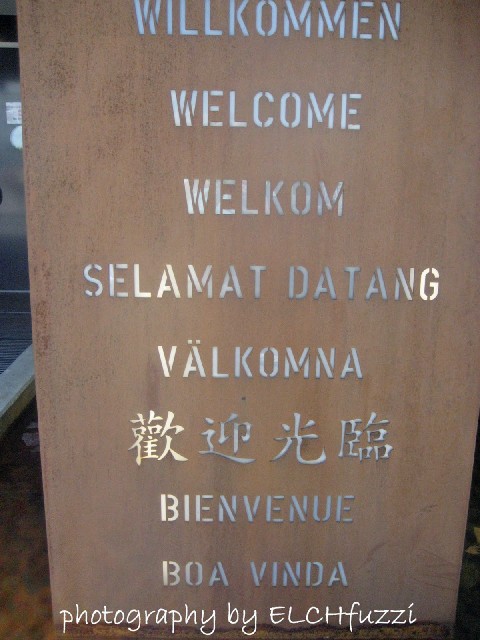 WILLKOMMEN
WELCOME
WELKOM
SELAMAT DATANG
VÄLKOMNA
歡迎光臨
BIENVENUE
BOA VINDA
photography by ELCHfuzzi